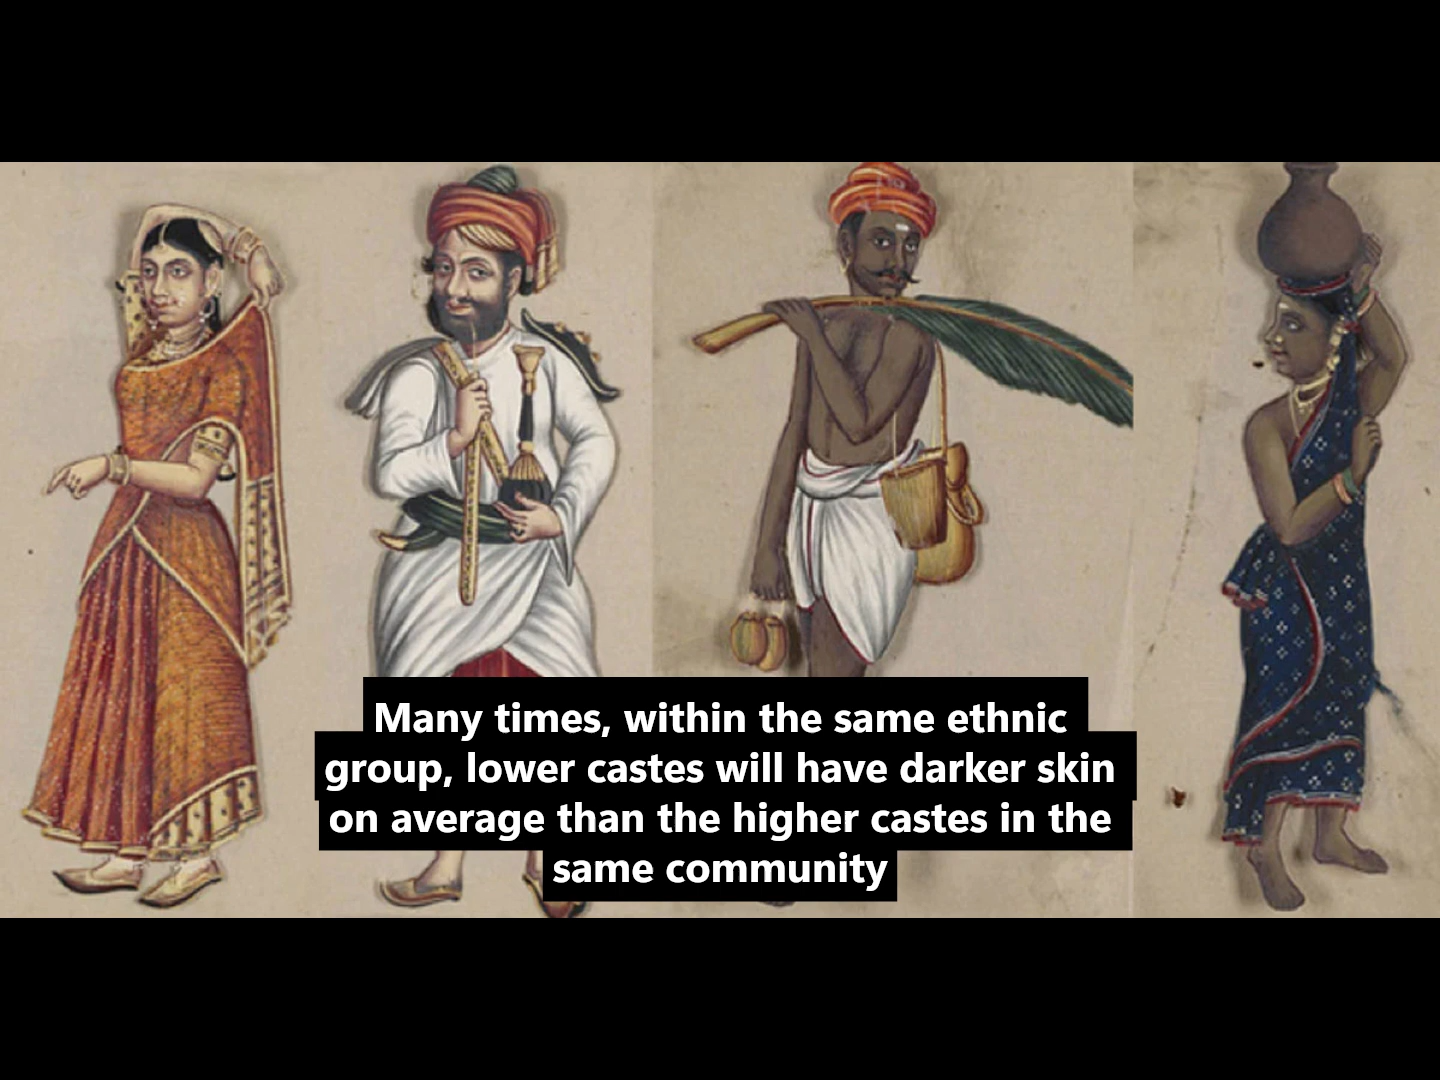 Many times, within the same ethnic
group, lower castes will have darker skin
on average than the higher castes in the
same community